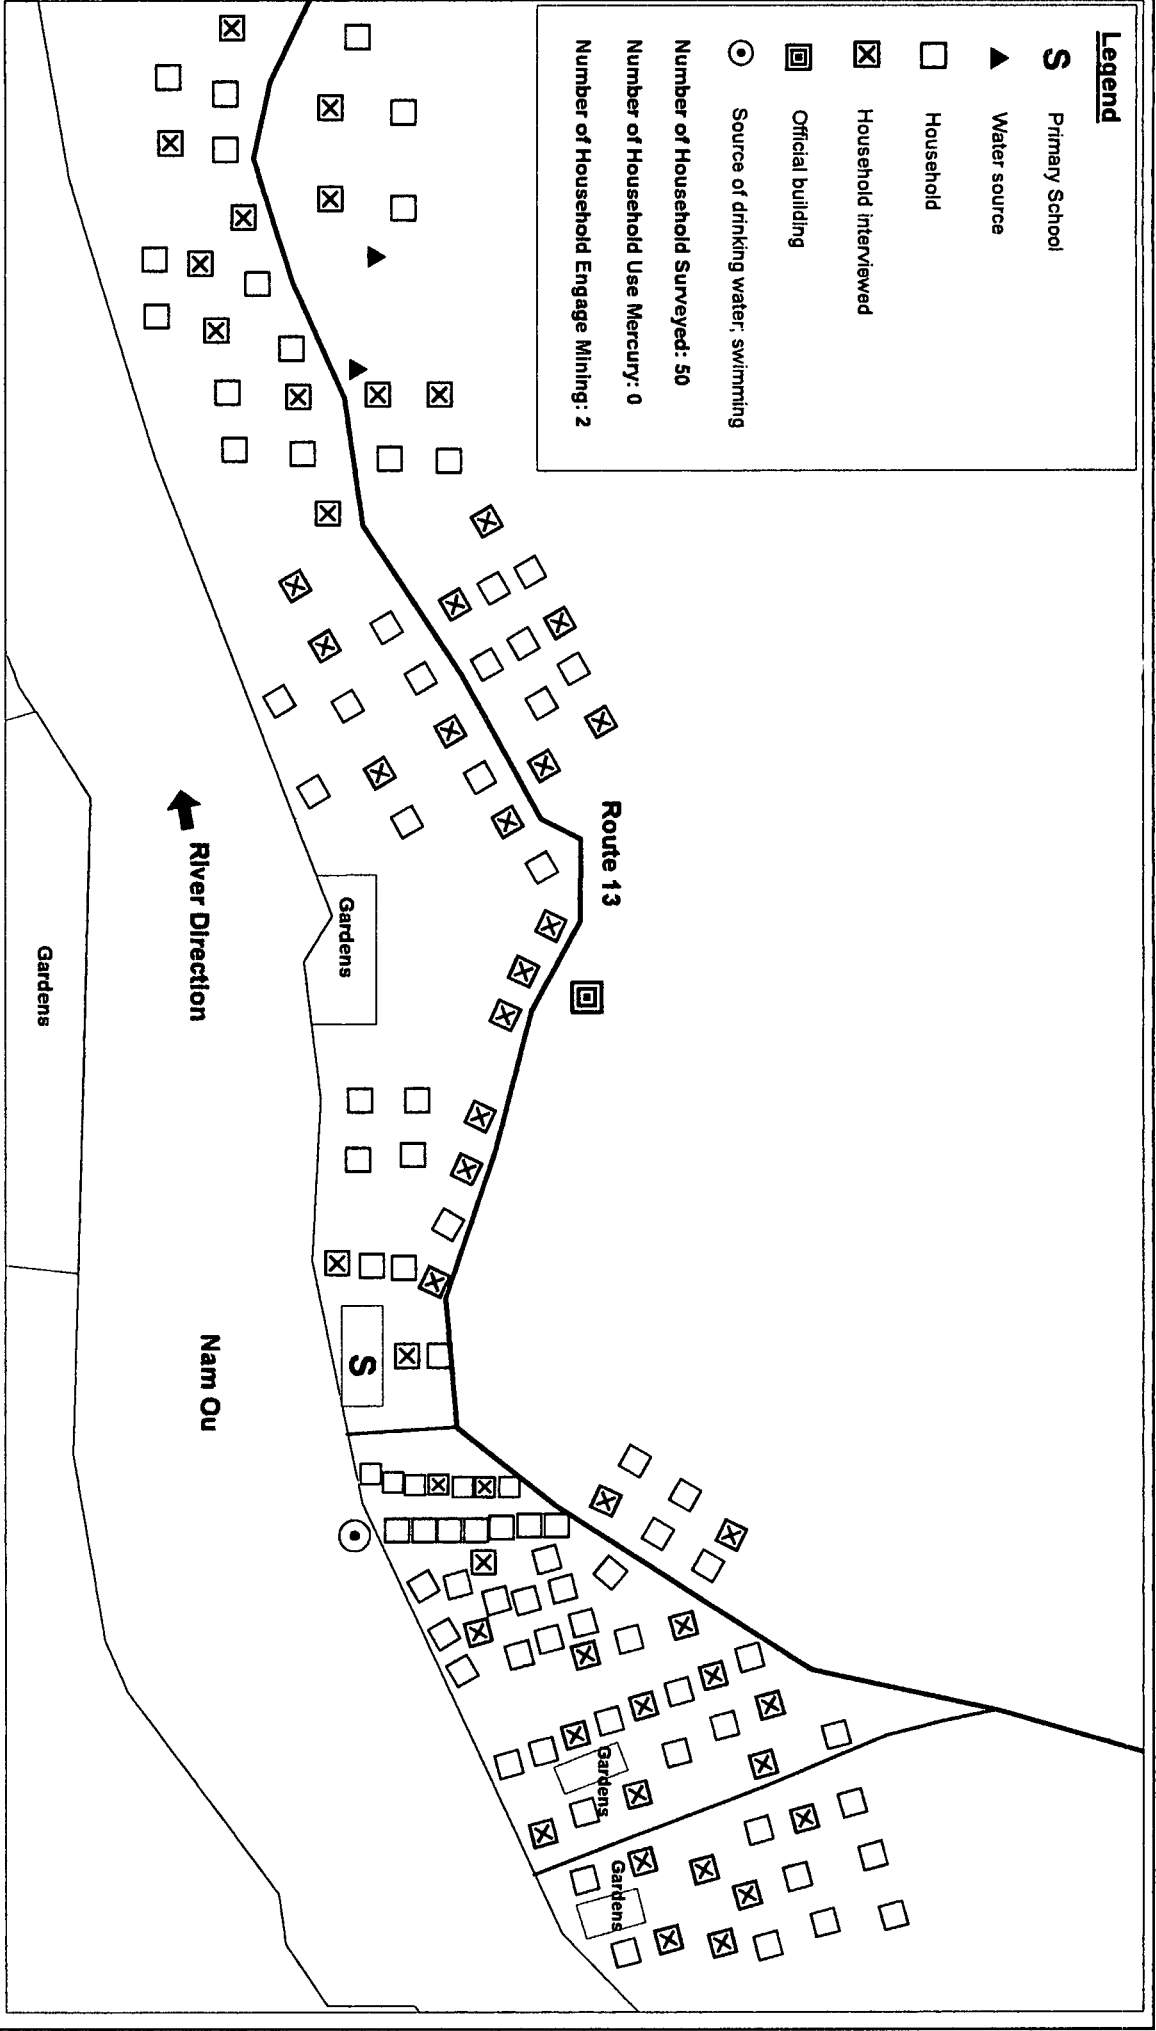 Legend
S Primary School
Water source
Household
Household interviewed
Official building
Source of drinking water; swimming
Number of Household Surveyed: 50
Number of Household Use Mercury: 0
Number of Household Engage Mining: 2
Route 13
Gardens
River Direction
Gardens
S
Nam Ou
Gardens
Gardens